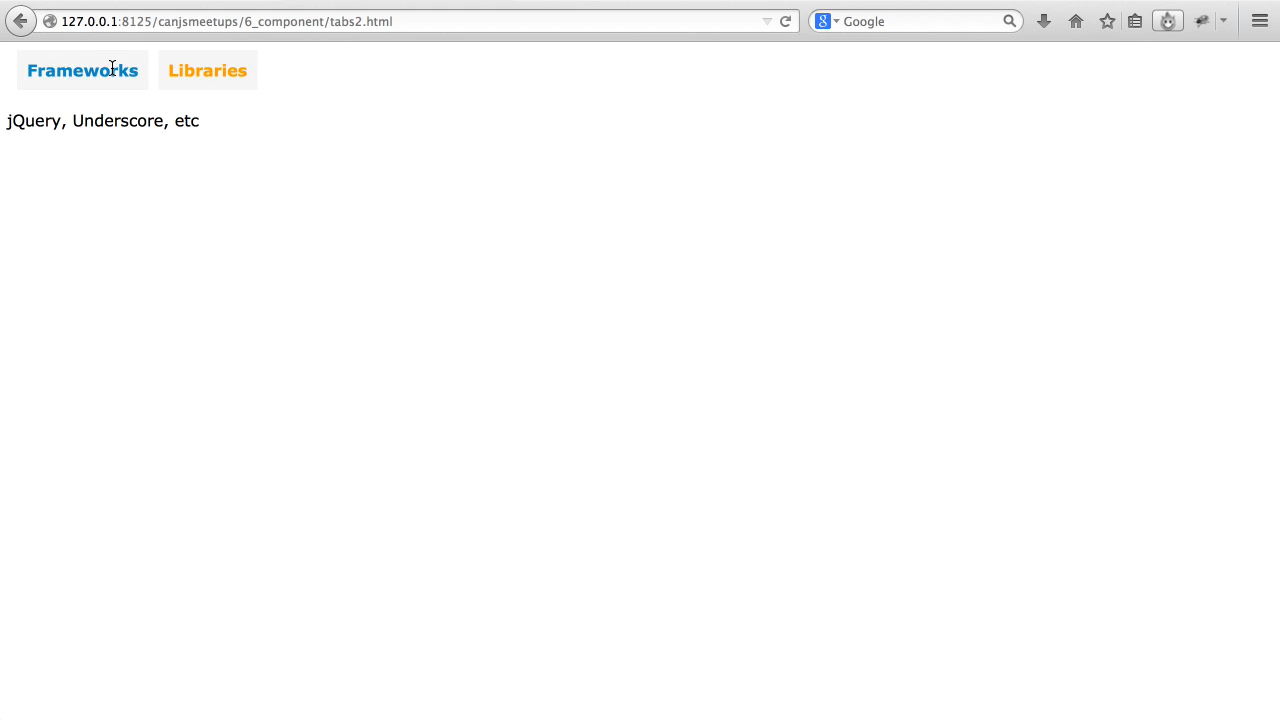 127.0.0.1:8125/canjsmeetups/6_component/tabs2.html
Google
Frameworks Libraries
jQuery, Underscore, etc